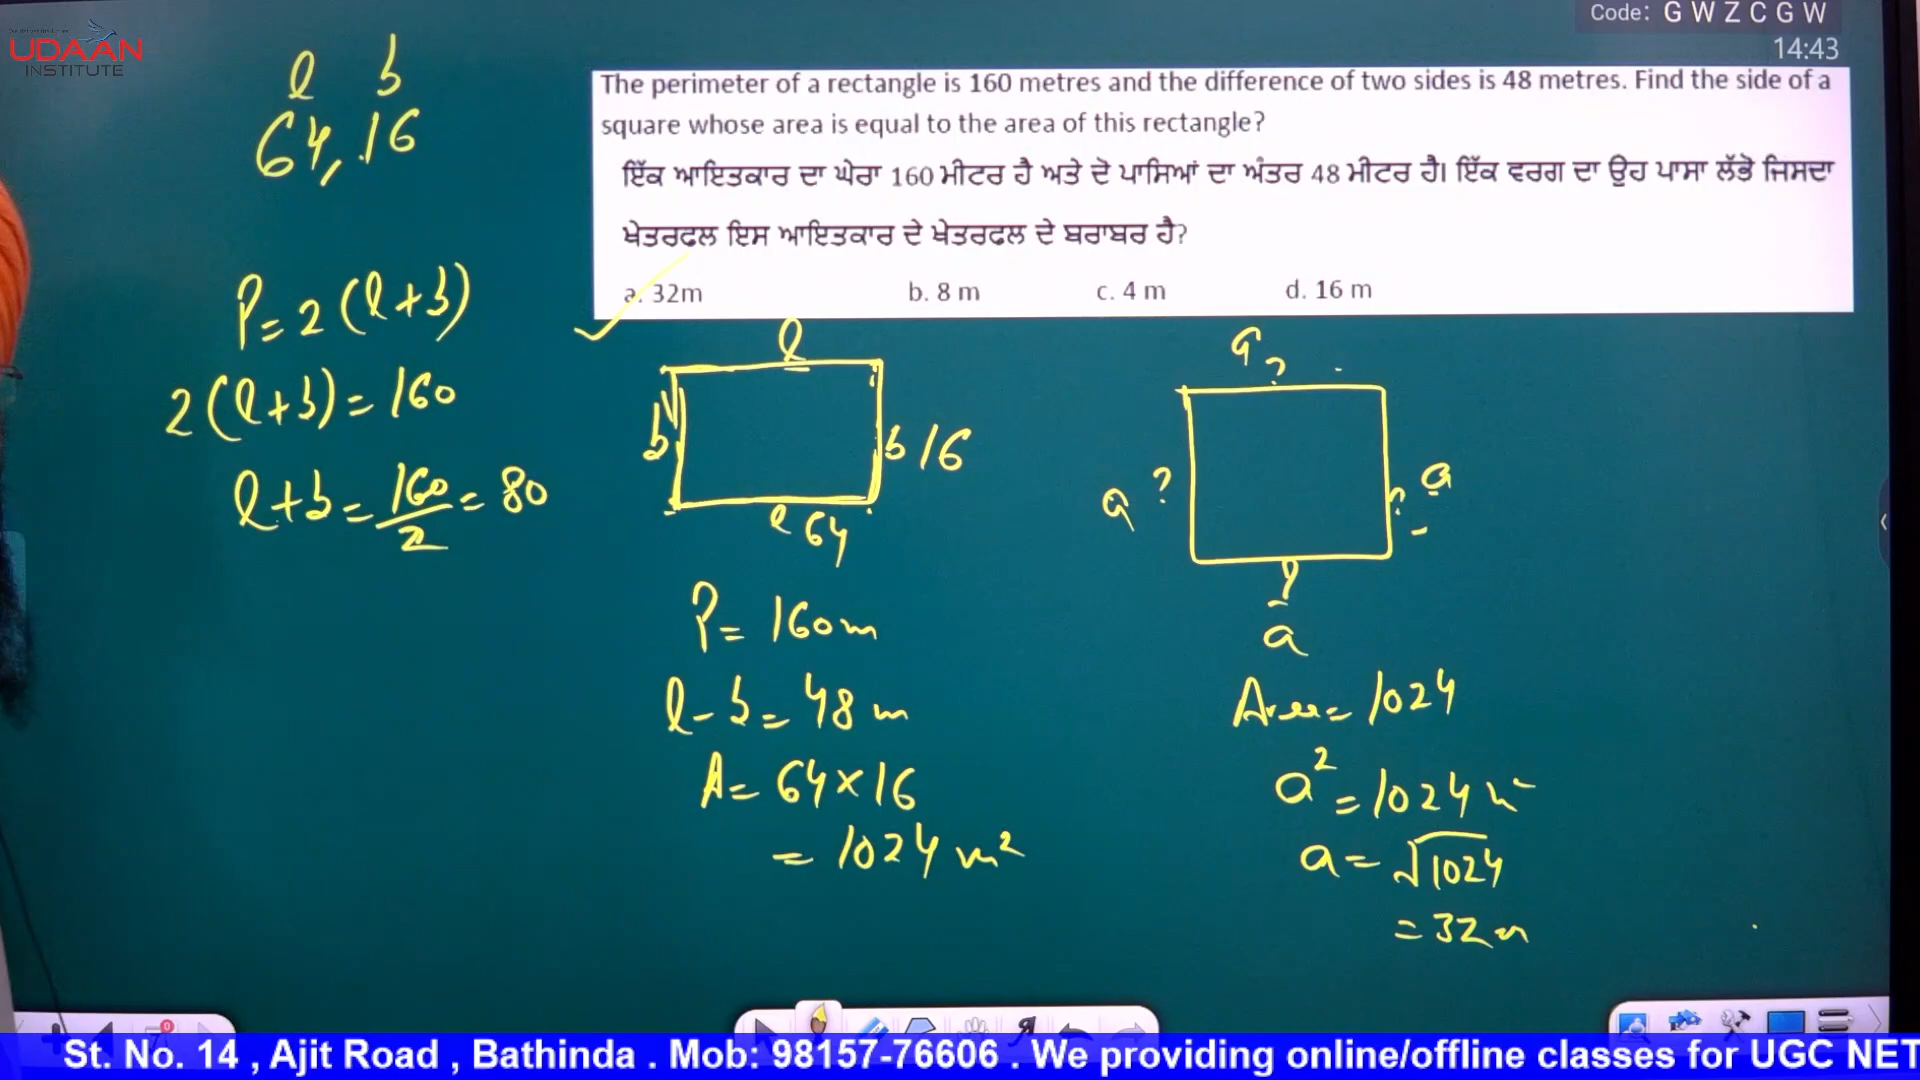 Code: G W Z C G W
14:43
UDAAN
INSTITUTE
l b
64, 16
The perimeter of a rectangle is 160 metres and the difference of two sides is 48 metres. Find the side of a
square whose area is equal to the area of this rectangle?
ਇੱਕ ਆਇਤਕਾਰ ਦਾ ਘੇਰਾ 160 ਮੀਟਰ ਹੈ ਅਤੇ ਦੋ ਪਾਸਿਆਂ ਦਾ ਅੰਤਰ 48 ਮੀਟਰ ਹੈ। ਇੱਕ ਵਰਗ ਦਾ ਉਹ ਪਾਸਾ ਲੱਭੋ ਜਿਸਦਾ
ਖੇਤਰਫਲ ਇਸ ਆਇਤਕਾਰ ਦੇ ਖੇਤਰਫਲ ਦੇ ਬਰਾਬਰ ਹੈ?
a. 32m b. 8 m c. 4 m d. 16 m
P = 2 (l + b)
2 (l + b) = 160
l + b = 160/2 = 80
l
b b 16
l 64
P = 160m
l - b = 48 m
A = 64 × 16
= 1024 m²
a ?
a ? ? a
?
a
Area = 1024
a² = 1024 m²
a = √1024
= 32 m
St. No. 14 , Ajit Road , Bathinda . Mob: 98157-76606 . We providing online/offline classes for UGC NET